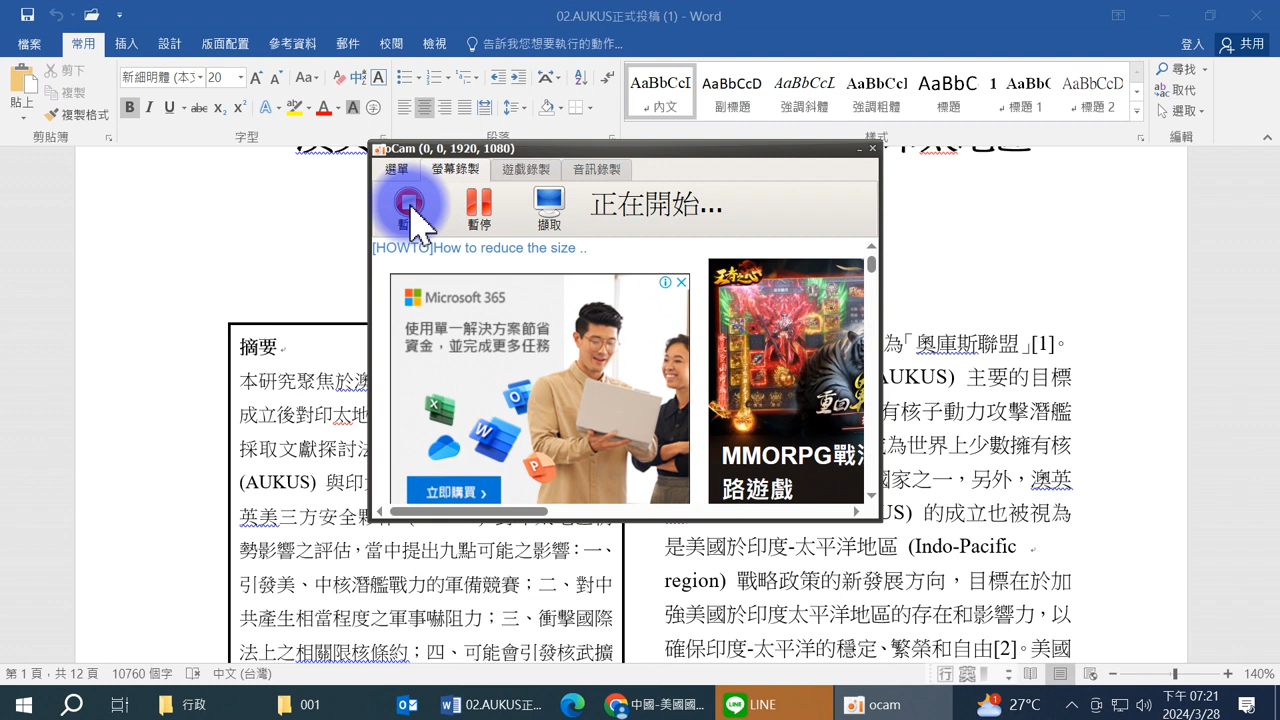 02.AUKUS正式投稿 (1) - Word
檔案 常用 插入 設計 版面配置 參考資料 郵件 校閱 檢視 告訴我您想要執行的動作... 登入 共用
貼上 剪下 複製 複製格式 剪貼簿
新細明體 (本文 20 字型
段落
AaBbCcI AaBbCcD AaBbCcL AaBbCcI AaBbC 1 AaBbC AaBbCcD
內文 副標題 強調斜體 強調粗體 標題 標題 1 標題 2
樣式
尋找 取代 選取 編輯
oCam (0, 0, 1920, 1080)
選單 螢幕錄製 遊戲錄製 音訊錄製
暫停 擷取 正在開始...
[HOWTO]How to reduce the size ..
Microsoft 365
使用單一解決方案節省
資金，並完成更多任務
立即購買
王者之心
重回
MMORPG戰
路遊戲
摘要
本研究聚焦於澳
成立後對印太地
採取文獻探討法
(AUKUS) 與印
英美三方安全夥
勢影響之評估，當中提出九點可能之影響：一、
引發美、中核潛艦戰力的軍備競賽；二、對中
共產生相當程度之軍事嚇阻力；三、衝擊國際
法上之相關限核條約；四、可能會引發核武擴
為「奧庫斯聯盟」[1]。
AUKUS) 主要的目標
有核子動力攻擊潛艦
為世界上少數擁有核
國家之一，另外，澳英
US) 的成立也被視為
是美國於印度-太平洋地區 (Indo-Pacific
region) 戰略政策的新發展方向，目標在於加
強美國於印度太平洋地區的存在和影響力，以
確保印度-太平洋的穩定、繁榮和自由[2]。美國
第 1 頁，共 12 頁 10760 個字 中文 (台灣) 140%
行政 001 02.AUKUS正式... 中國-美國國... LINE ocam 27°C 下午 07:21
2024/3/28